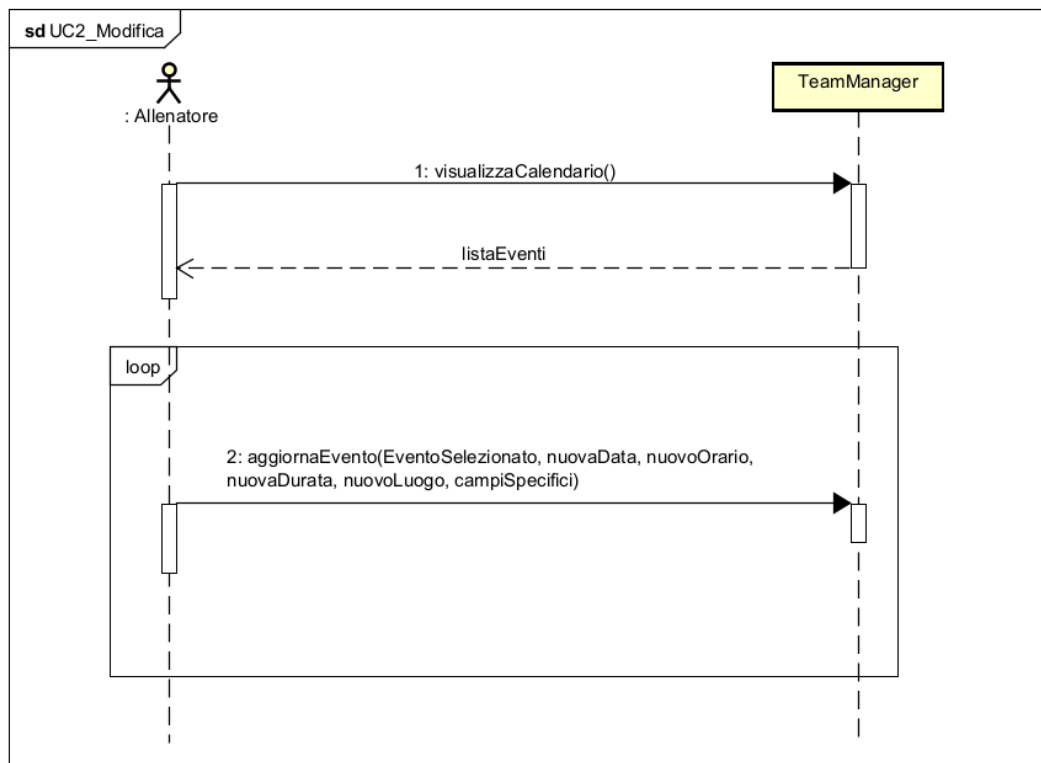 sd UC2_Modifica
: Allenatore
TeamManager
1: visualizzaCalendario()
listaEventi
loop
2: aggiornaEvento(EventoSelezionato, nuovaData, nuovoOrario,
nuovaDurata, nuovoLuogo, campiSpecifici)